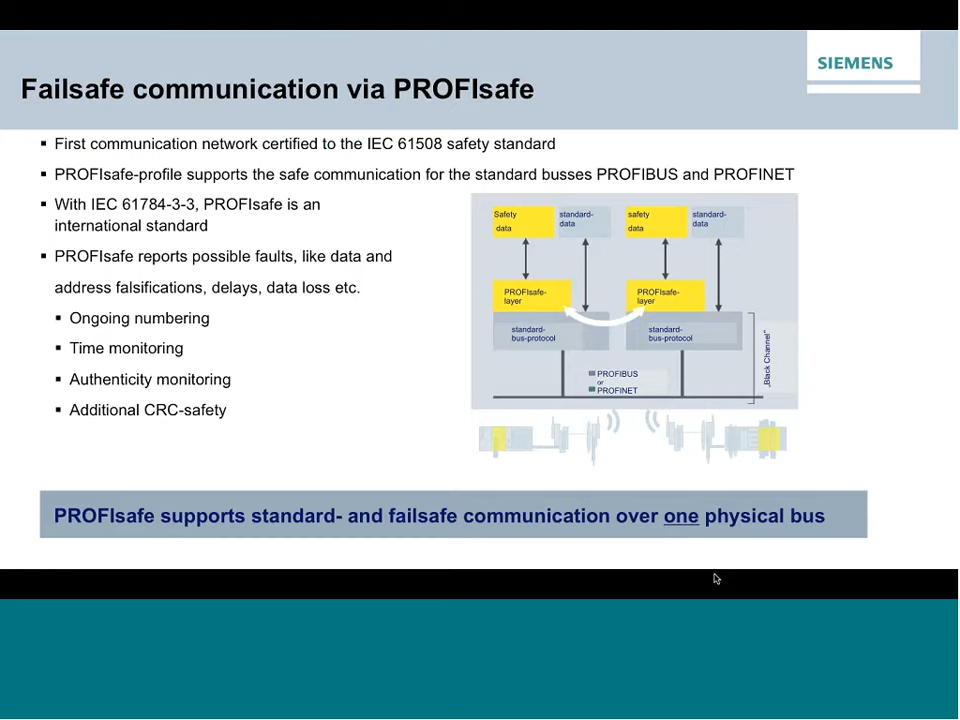 SIEMENS
Failsafe communication via PROFIsafe
▪ First communication network certified to the IEC 61508 safety standard
▪ PROFIsafe-profile supports the safe communication for the standard busses PROFIBUS and PROFINET
▪ With IEC 61784-3-3, PROFIsafe is an
international standard
▪ PROFIsafe reports possible faults, like data and
address falsifications, delays, data loss etc.
▪ Ongoing numbering
▪ Time monitoring
▪ Authenticity monitoring
▪ Additional CRC-safety
Safety
data
standard-
data
safety
data
standard-
data
PROFIsafe-
layer
PROFIsafe-
layer
standard-
bus-protocol
standard-
bus-protocol
PROFIBUS
or
PROFINET
„Black Channel"
PROFIsafe supports standard- and failsafe communication over one physical bus